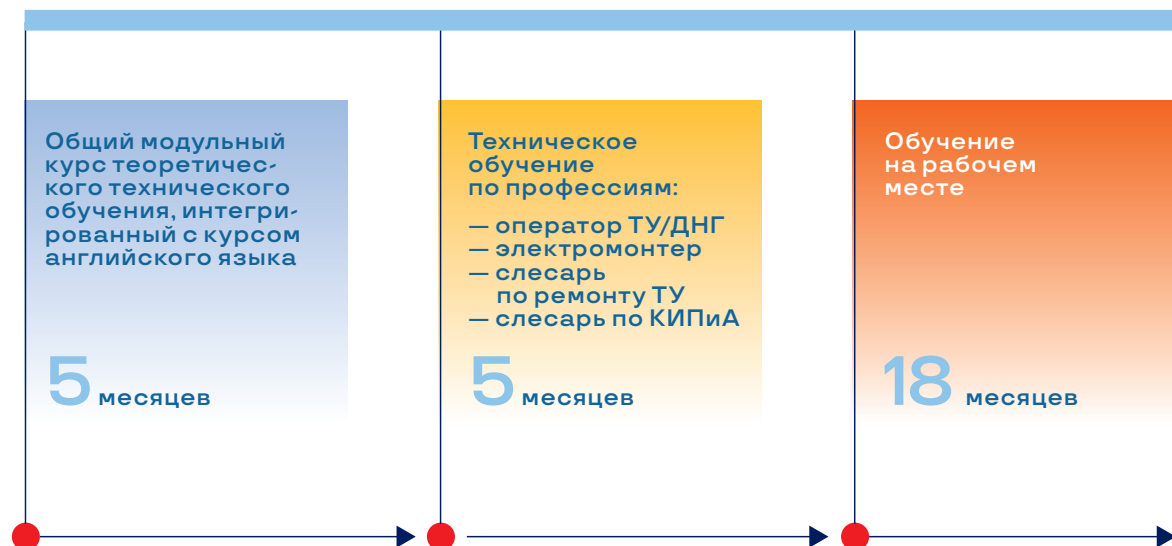 Общий модульный
курс теоретичес-
кого технического
обучения, интегри-
рованный с курсом
английского языка
5 месяцев
Техническое
обучение
по профессиям:
— оператор ТУ/ДНГ
— электромонтер
— слесарь
по ремонту ТУ
— слесарь по КИПиА
5 месяцев
Обучение
на рабочем
месте
18 месяцев